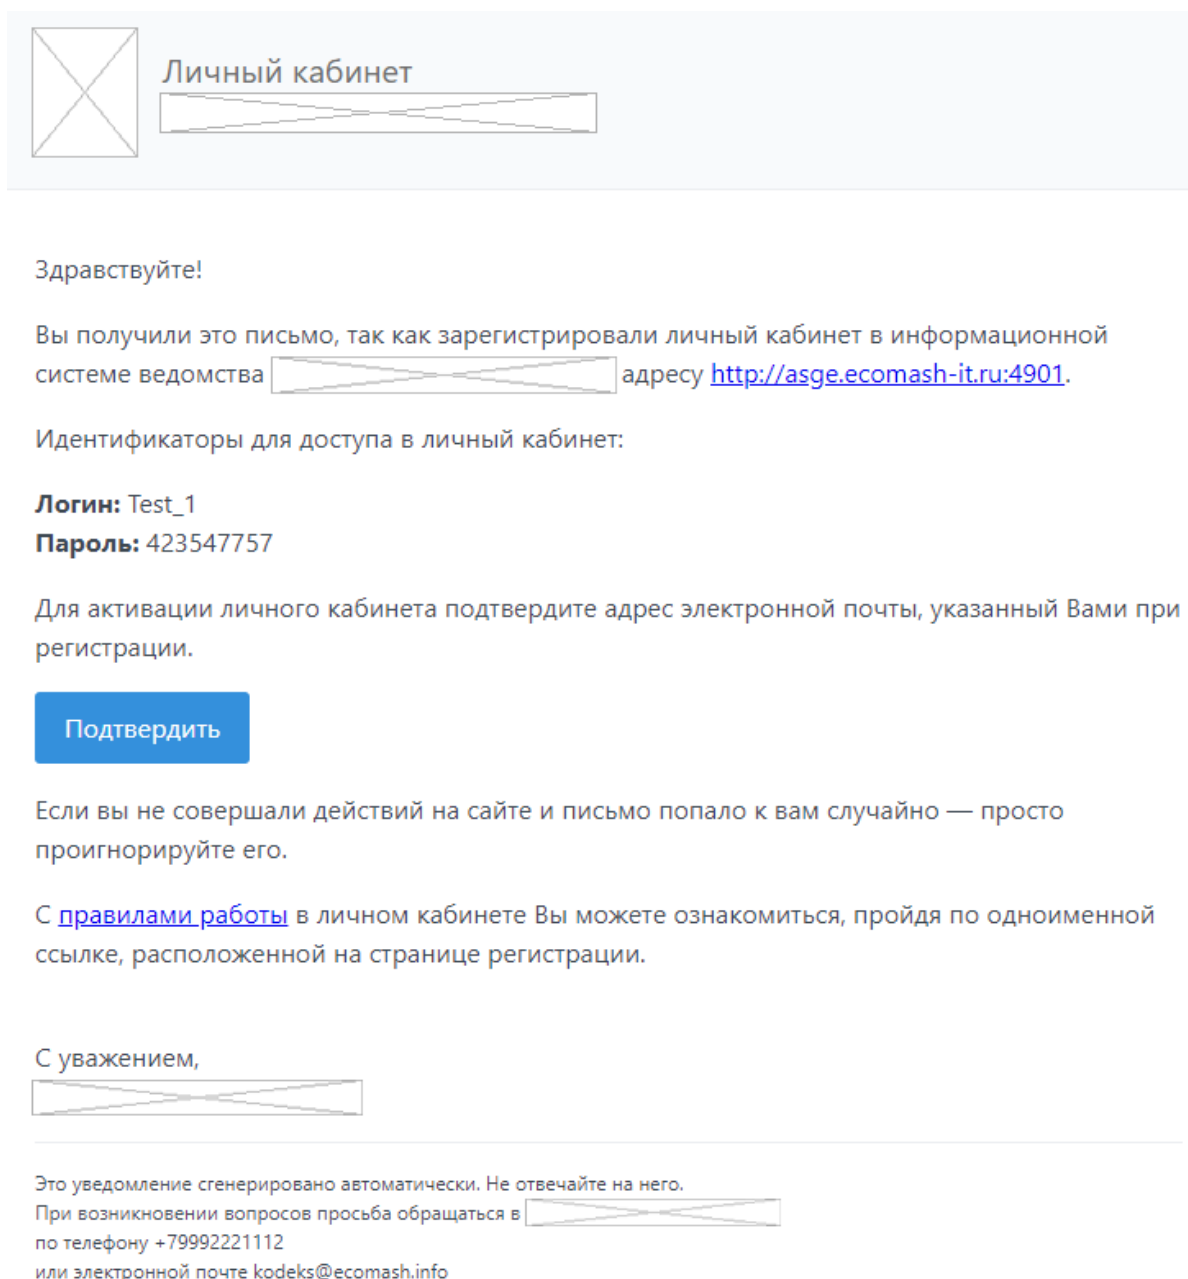 Личный кабинет
Здравствуйте!
Вы получили это письмо, так как зарегистрировали личный кабинет в информационной
системе ведомства адресу http://asge.ecomash-it.ru:4901.
Идентификаторы для доступа в личный кабинет:
Логин: Test_1
Пароль: 423547757
Для активации личного кабинета подтвердите адрес электронной почты, указанный Вами при
регистрации.
Подтвердить
Если вы не совершали действий на сайте и письмо попало к вам случайно — просто
проигнорируйте его.
С правилами работы в личном кабинете Вы можете ознакомиться, пройдя по одноименной
ссылке, расположенной на странице регистрации.
С уважением,
Это уведомление сгенерировано автоматически. Не отвечайте на него.
При возникновении вопросов просьба обращаться в
по телефону +79992221112
или электронной почте kodeks@ecomash.info